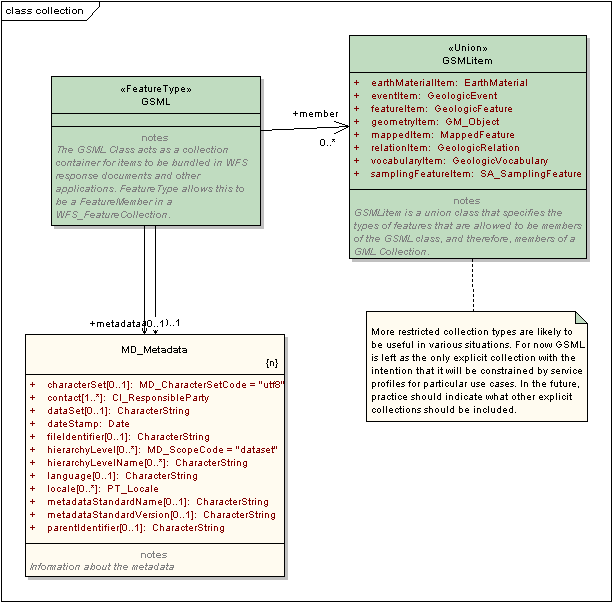 class collection
«FeatureType»
GSML
notes
The GSML Class acts as a collection
container for items to be bundled in WFS
response documents and other
applications. FeatureType allows this to
be a FeatureMember in a
WFS_FeatureCollection.
+member
0..*
«Union»
GSMLitem
+ earthMaterialItem: EarthMaterial
+ eventItem: GeologicEvent
+ featureItem: GeologicFeature
+ geometryItem: GM_Object
+ mappedItem: MappedFeature
+ relationItem: GeologicRelation
+ vocabularyItem: GeologicVocabulary
+ samplingFeatureItem: SA_SamplingFeature
notes
GSMLitem is a union class that specifies the
types of features that are allowed to be members
of the GSML class, and therefore, members of a
GML Collection.
More restricted collection types are likely to
be useful in various situations. For now GSML
is left as the only explicit collection with the
intention that it will be constrained by service
profiles for particular use cases. In the future,
practice should indicate what other explicit
collections should be included.
+metadata 0..1
MD_Metadata
{n}
+ characterSet[0..1]: MD_CharacterSetCode = "utf8"
+ contact[1..*]: CI_ResponsibleParty
+ dataSet[0..1]: CharacterString
+ dateStamp: Date
+ fileIdentifier[0..1]: CharacterString
+ hierarchyLevel[0..*]: MD_ScopeCode = "dataset"
+ hierarchyLevelName[0..*]: CharacterString
+ language[0..1]: CharacterString
+ locale[0..*]: PT_Locale
+ metadataStandardName[0..1]: CharacterString
+ metadataStandardVersion[0..1]: CharacterString
+ parentIdentifier[0..1]: CharacterString
notes
Information about the metadata